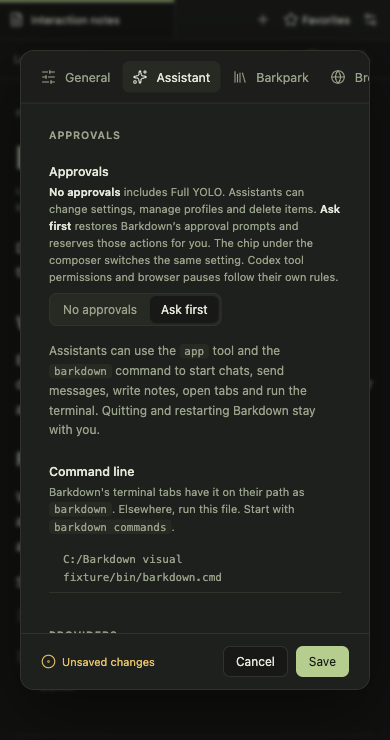 Interaction notes
Favorites
General
Assistant
Barkpark
Br
APPROVALS
Approvals
No approvals includes Full YOLO. Assistants can
change settings, manage profiles and delete items. Ask
first restores Barkdown's approval prompts and
reserves those actions for you. The chip under the
composer switches the same setting. Codex tool
permissions and browser pauses follow their own rules.
No approvals
Ask first
Assistants can use the app tool and the
barkdown command to start chats, send
messages, write notes, open tabs and run the
terminal. Quitting and restarting Barkdown stay
with you.
Command line
Barkdown's terminal tabs have it on their path as
barkdown. Elsewhere, run this file. Start with
barkdown commands.
C:/Barkdown visual
fixture/bin/barkdown.cmd
PROVIDERS
Unsaved changes
Cancel
Save